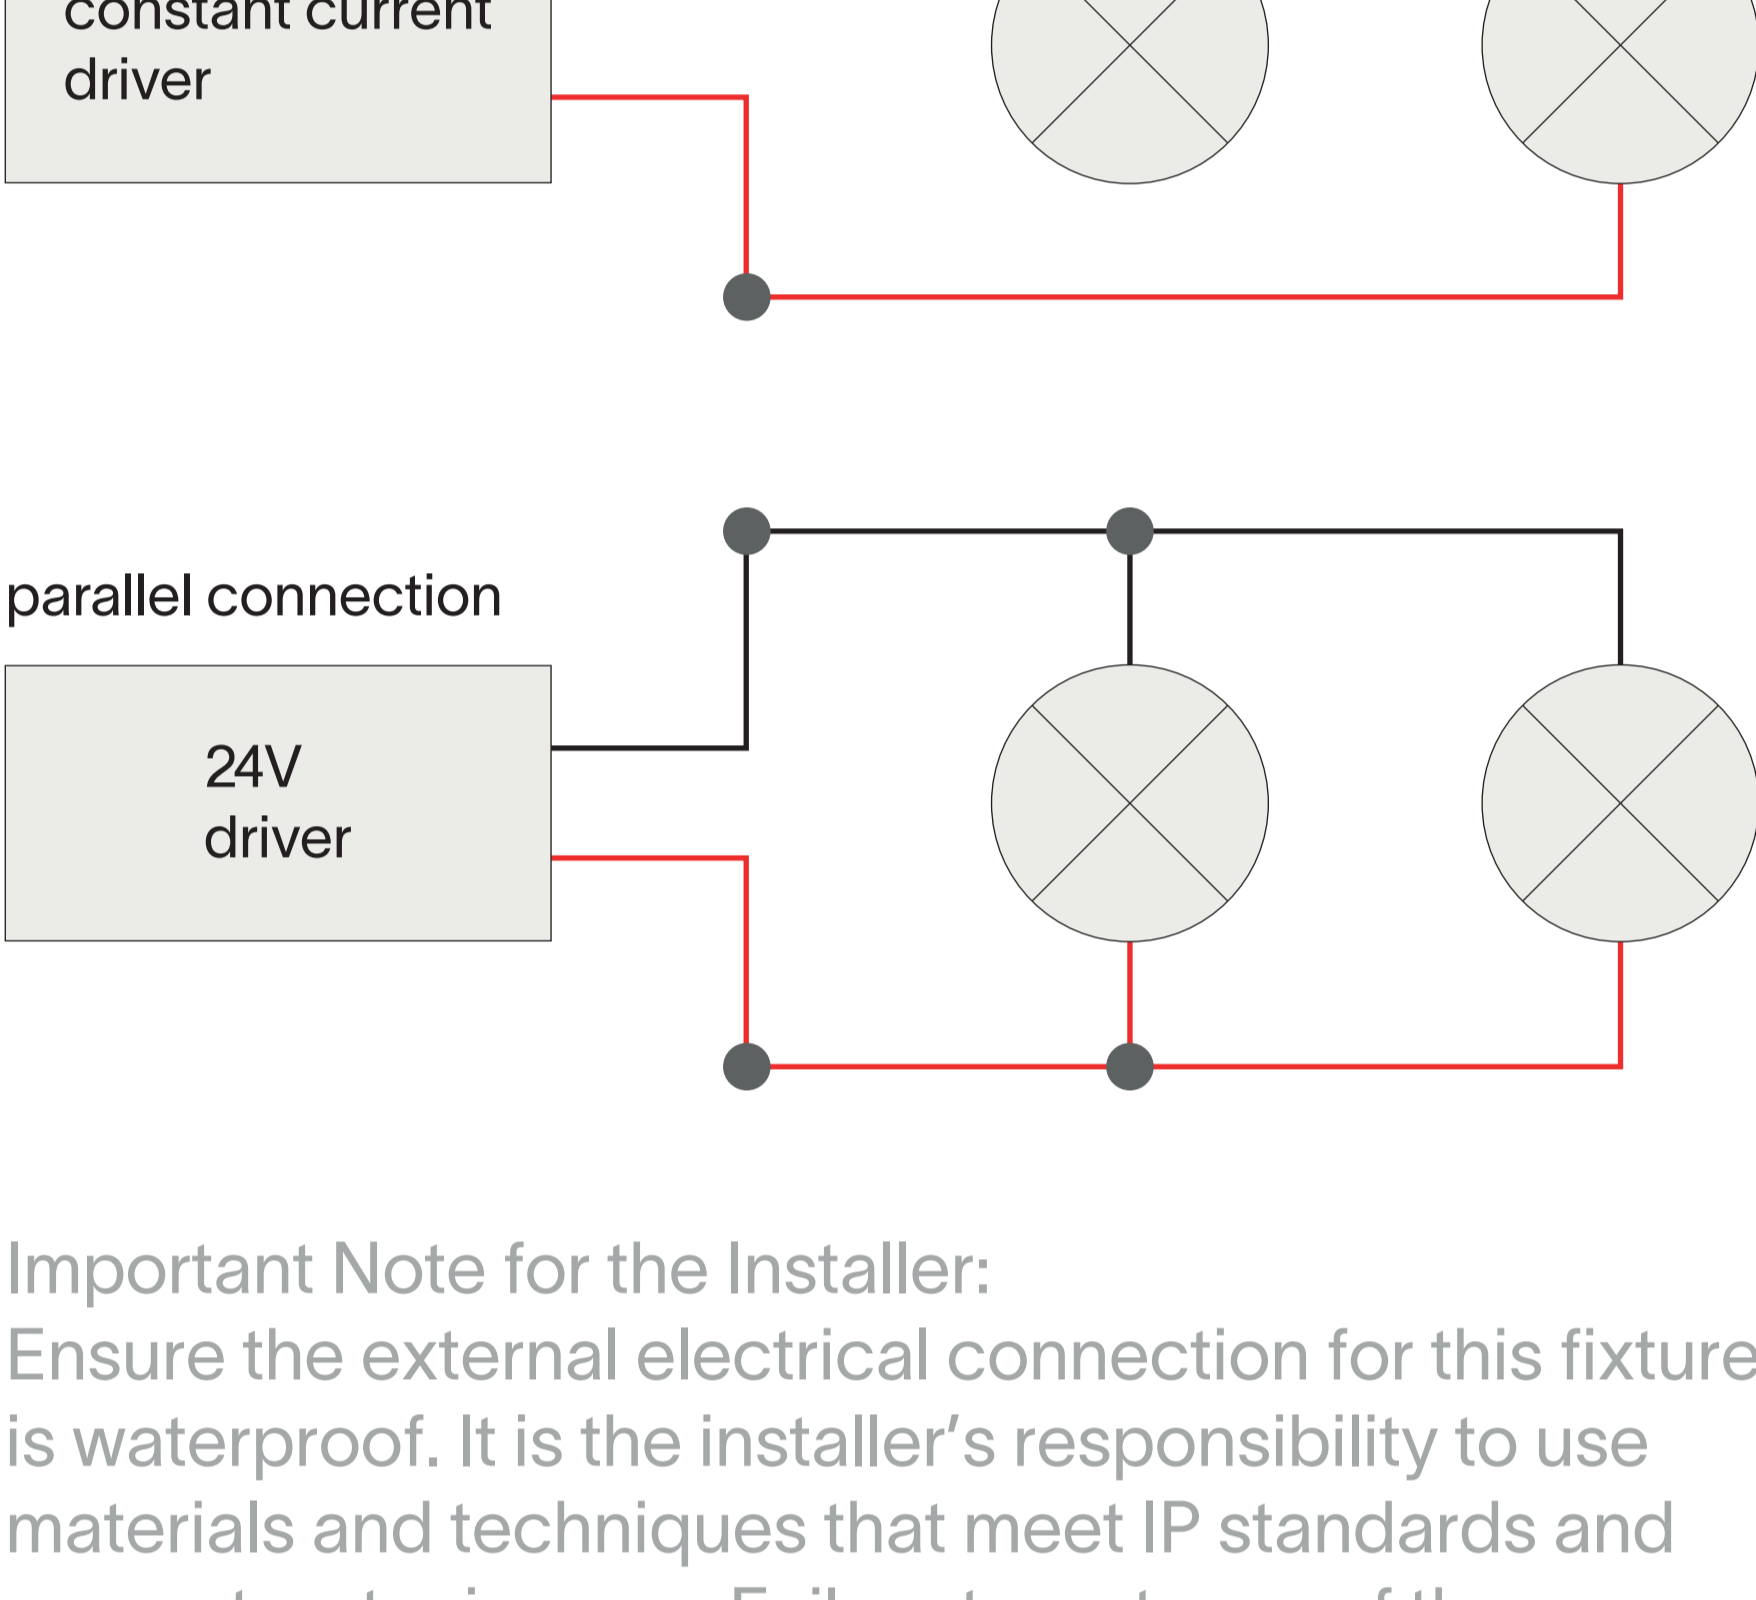 constant current
driver
parallel connection
24V
driver
Important Note for the Installer:
Ensure the external electrical connection for this fixture
is waterproof. It is the installer’s responsibility to use
materials and techniques that meet IP standards and